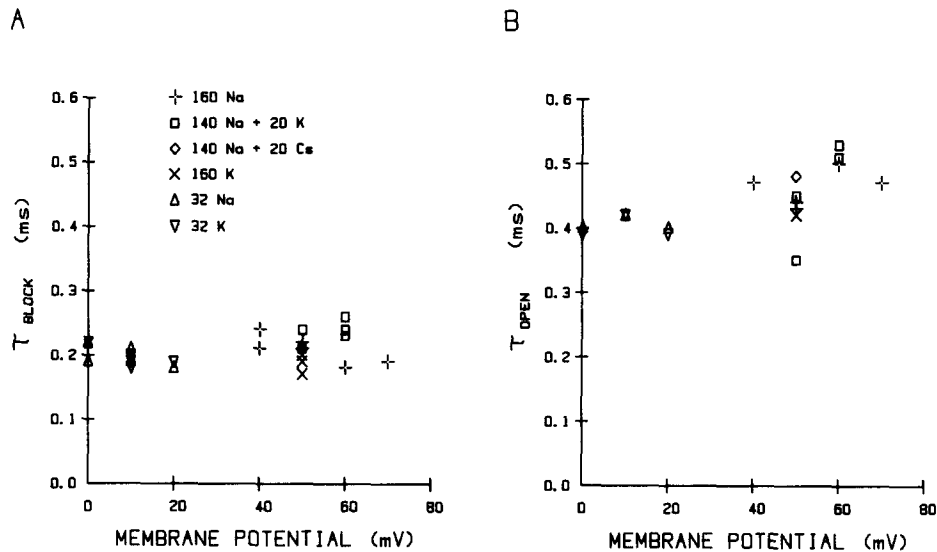 A
0.6
0.5
0.4
0.3
0.2
0.1
0.0
τ BLOCK (ms)
160 Na
140 Na + 20 K
140 Na + 20 Cs
160 K
32 Na
32 K
0
20
40
60
80
MEMBRANE POTENTIAL (mV)
B
0.6
0.5
0.4
0.3
0.2
0.1
0.0
τ OPEN (ms)
0
20
40
60
80
MEMBRANE POTENTIAL (mV)